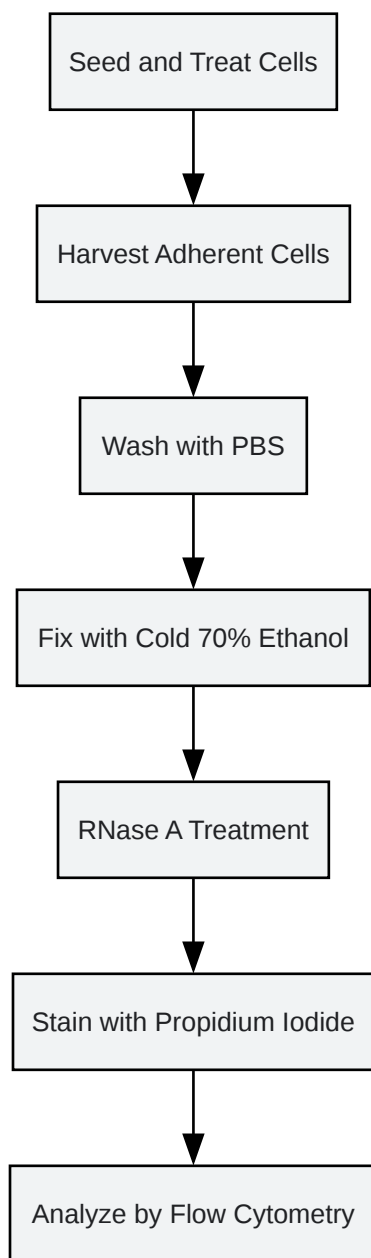 Seed and Treat Cells
Harvest Adherent Cells
Wash with PBS
Fix with Cold 70% Ethanol
RNase A Treatment
Stain with Propidium Iodide
Analyze by Flow Cytometry